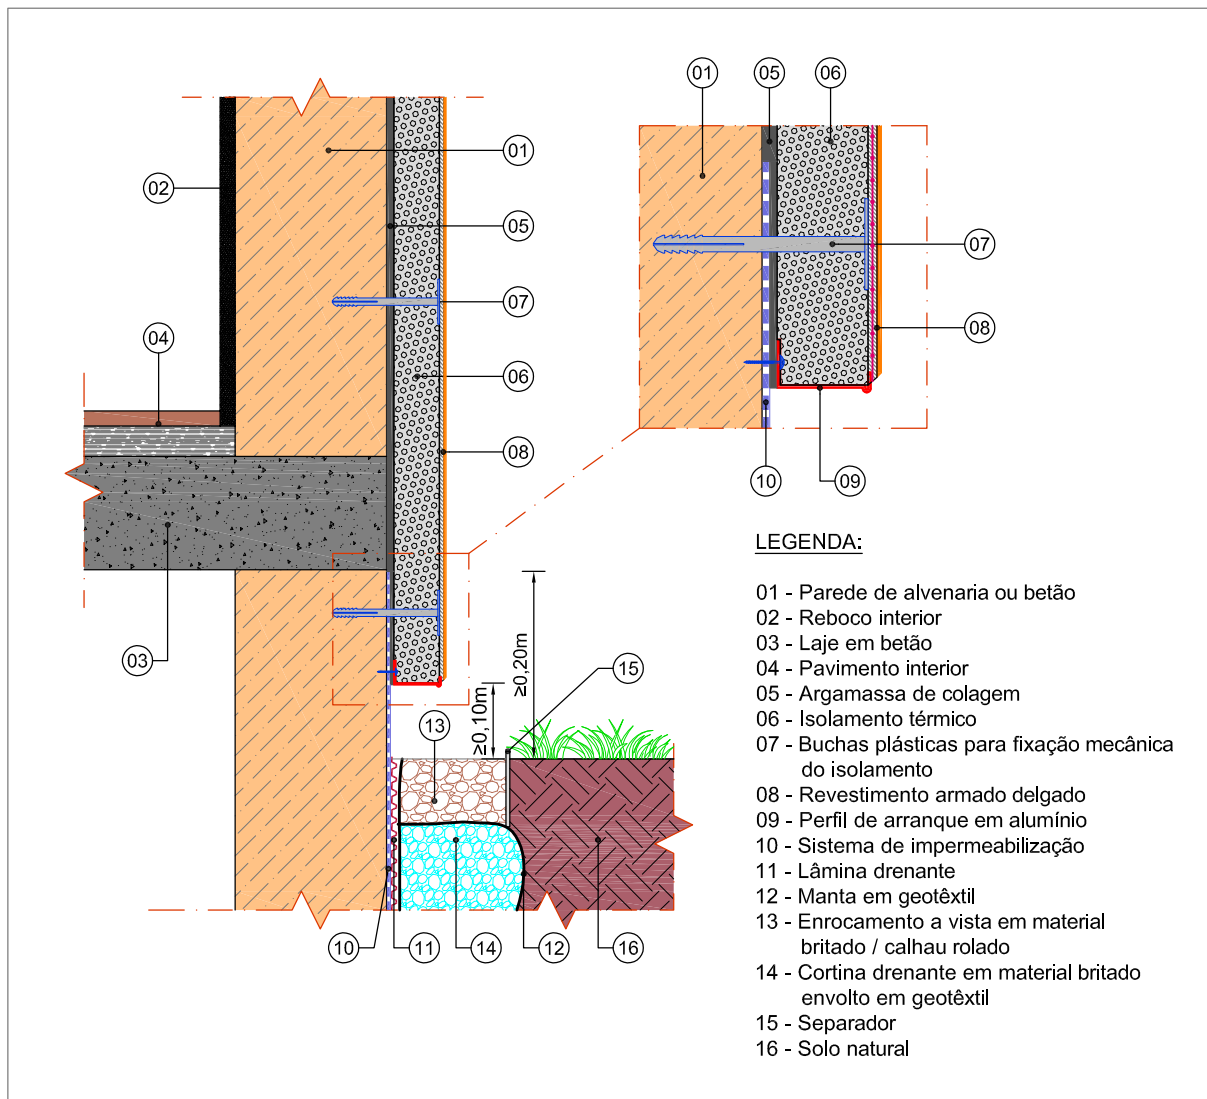 01
02
05
07
04
06
08
03
≥0,20m
≥0,10m
15
13
10
11
14
12
16
01
05
06
07
08
10
09
LEGENDA:
01 - Parede de alvenaria ou betão
02 - Reboco interior
03 - Laje em betão
04 - Pavimento interior
05 - Argamassa de colagem
06 - Isolamento térmico
07 - Buchas plásticas para fixação mecânica
do isolamento
08 - Revestimento armado delgado
09 - Perfil de arranque em alumínio
10 - Sistema de impermeabilização
11 - Lâmina drenante
12 - Manta em geotêxtil
13 - Enrocamento a vista em material
britado / calhau rolado
14 - Cortina drenante em material britado
envolto em geotêxtil
15 - Separador
16 - Solo natural